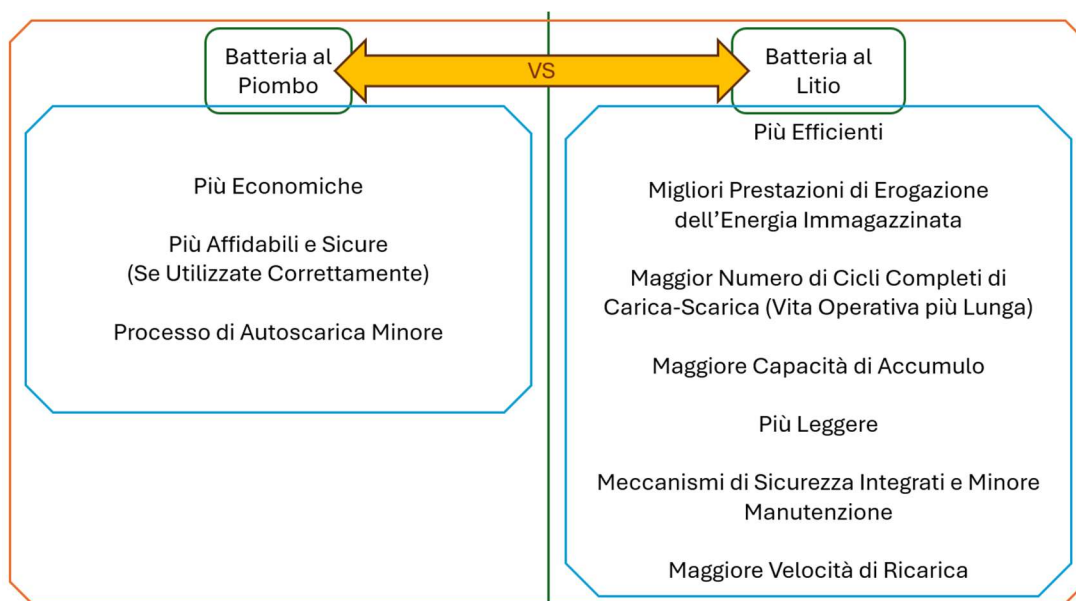 Batteria al
Piombo
VS
Batteria al
Litio
Più Economiche
Più Affidabili e Sicure
(Se Utilizzate Correttamente)
Processo di Autoscarica Minore
Più Efficienti
Migliori Prestazioni di Erogazione
dell’Energia Immagazzinata
Maggior Numero di Cicli Completi di
Carica-Scarica (Vita Operativa più Lunga)
Maggiore Capacità di Accumulo
Più Leggere
Meccanismi di Sicurezza Integrati e Minore
Manutenzione
Maggiore Velocità di Ricarica